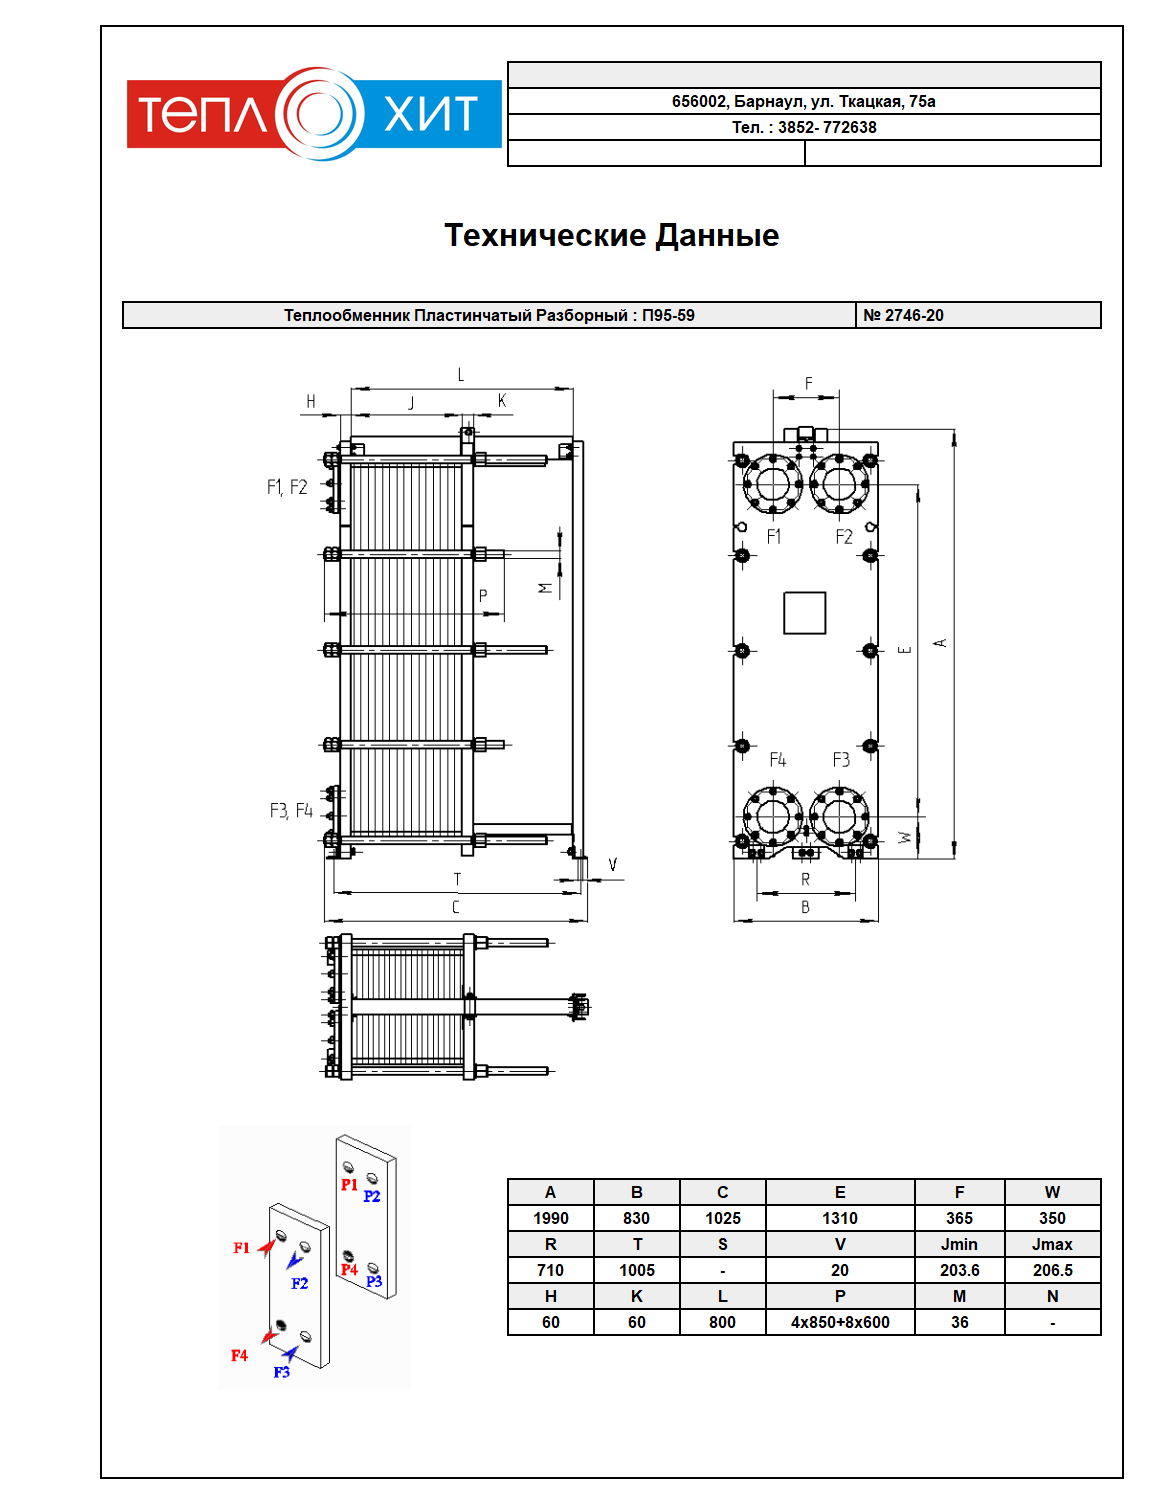 ТЕПЛ ХИТ
656002, Барнаул, ул. Ткацкая, 75а
Тел. : 3852- 772638
Технические Данные
Теплообменник Пластинчатый Разборный : П95-59 № 2746-20
L
H J K
F1, F2
M
P
F3, F4
V
T
C
F
F1 F2
E A
F4 F3
W
R
B
P1
P2
P4
P3
F1
F2
F4
F3
A B C E F W
1990 830 1025 1310 365 350
R T S V Jmin Jmax
710 1005 - 20 203.6 206.5
H K L P M N
60 60 800 4x850+8x600 36 -